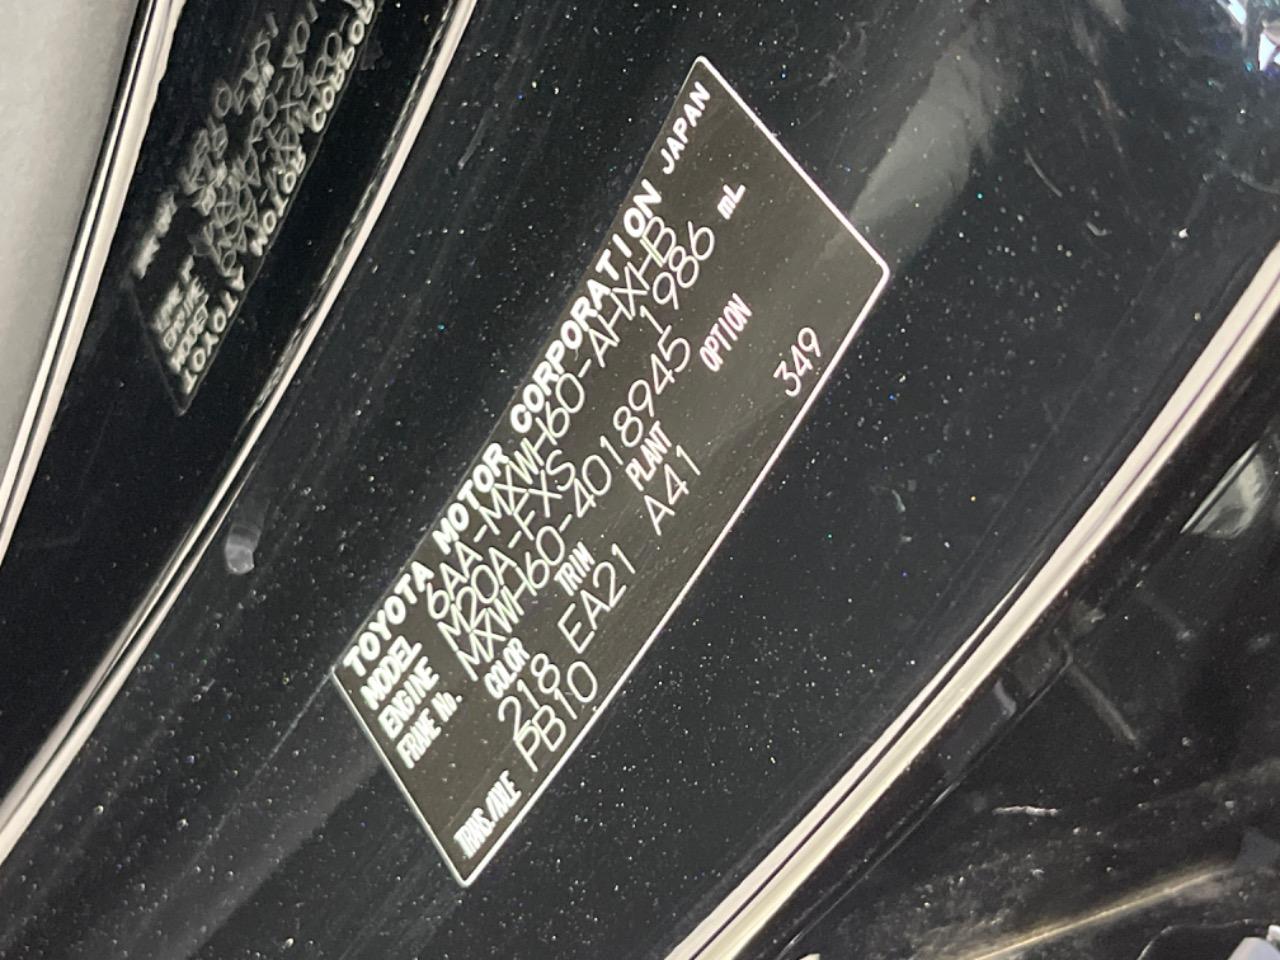 TOYOTA MOTOR CORPORATION JAPAN
MODEL 6AA-MXWH60-AHXHB
ENGINE M20A-FXS 1986 mL
FRAME No. MXWH60-4018945
COLOR TRIM PLANT OPTION
218 EA21 A41
TRANS./AXLE PB10 349